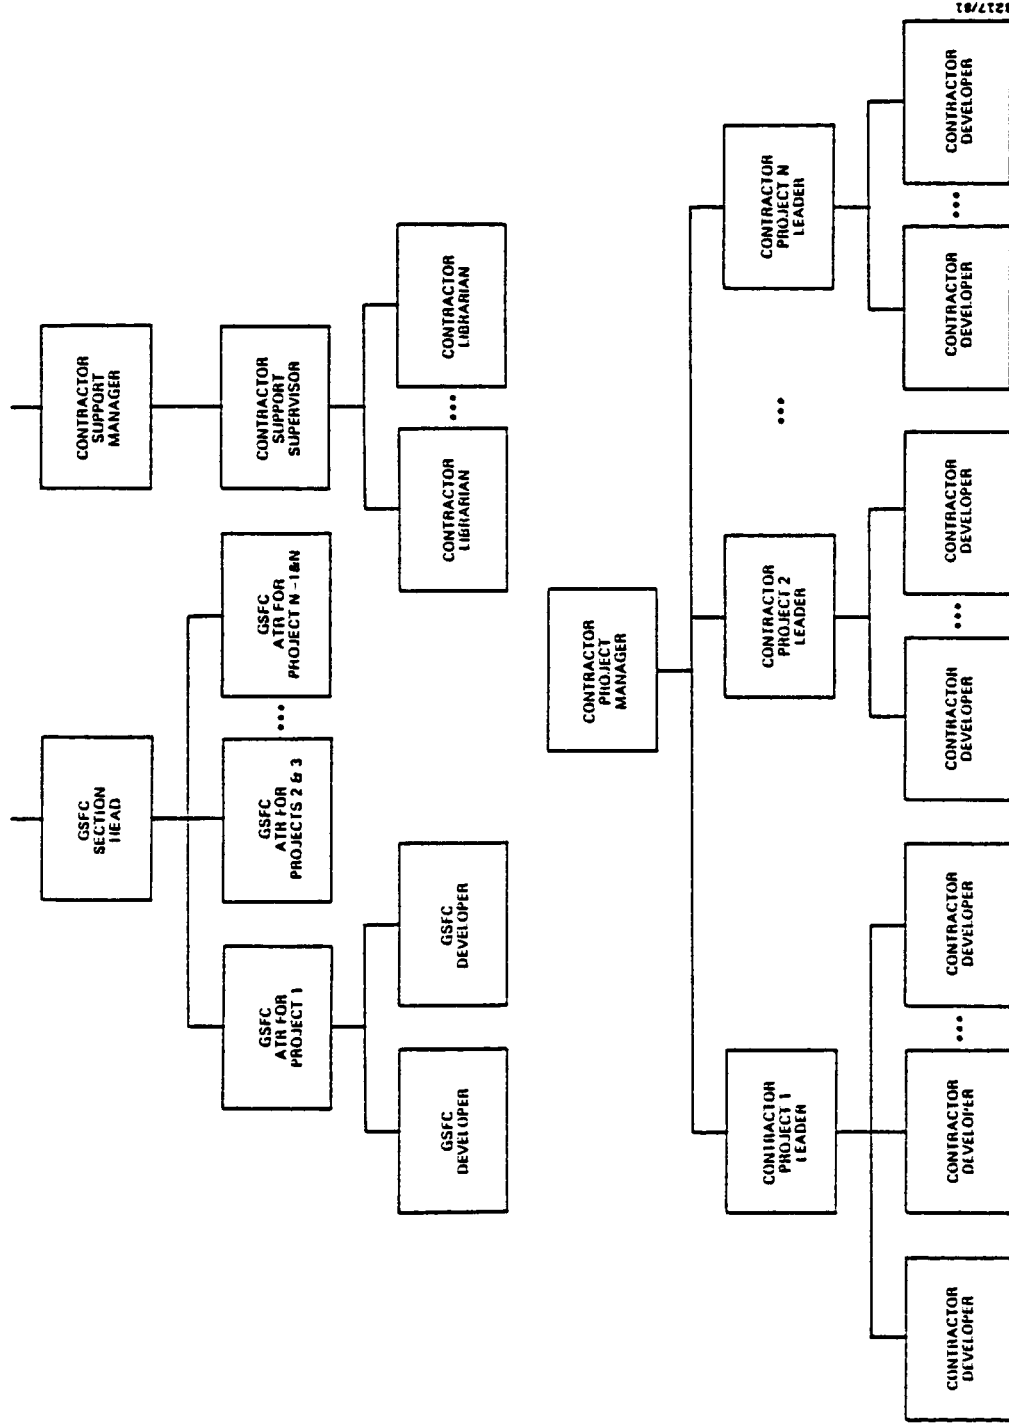 GSFC
SECTION
HEAD
CONTRACTOR
SUPPORT
MANAGER
GSFC
ATR FOR
PROJECT 1
GSFC
ATR FOR
PROJECTS 2 & 3
...
GSFC
ATR FOR
PROJECT N-1&N
CONTRACTOR
SUPPORT
SUPERVISOR
GSFC
DEVELOPER
GSFC
DEVELOPER
CONTRACTOR
LIBRARIAN
...
CONTRACTOR
LIBRARIAN
CONTRACTOR
PROJECT
MANAGER
CONTRACTOR
PROJECT 1
LEADER
CONTRACTOR
PROJECT 2
LEADER
...
CONTRACTOR
PROJECT N
LEADER
CONTRACTOR
DEVELOPER
CONTRACTOR
DEVELOPER
...
CONTRACTOR
DEVELOPER
CONTRACTOR
DEVELOPER
...
CONTRACTOR
DEVELOPER
CONTRACTOR
DEVELOPER
...
CONTRACTOR
DEVELOPER